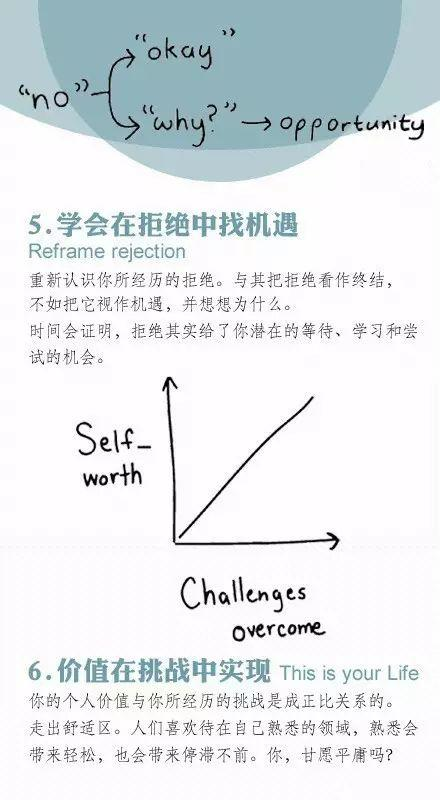 "okay"
"no"
"why?" → opportunity
5.学会在拒绝中找机遇
Reframe rejection
重新认识你所经历的拒绝。与其把拒绝看作终结，
不如把它视作机遇，并想想为什么。
时间会证明，拒绝其实给了你潜在的等待、学习和尝
试的机会。
Self-
worth
Challenges
overcome
6.价值在挑战中实现 This is your Life
你的个人价值与你所经历的挑战是成正比关系的。
走出舒适区。人们喜欢待在自己熟悉的领域，熟悉会
带来轻松，也会带来停滞不前。你，甘愿平庸吗？